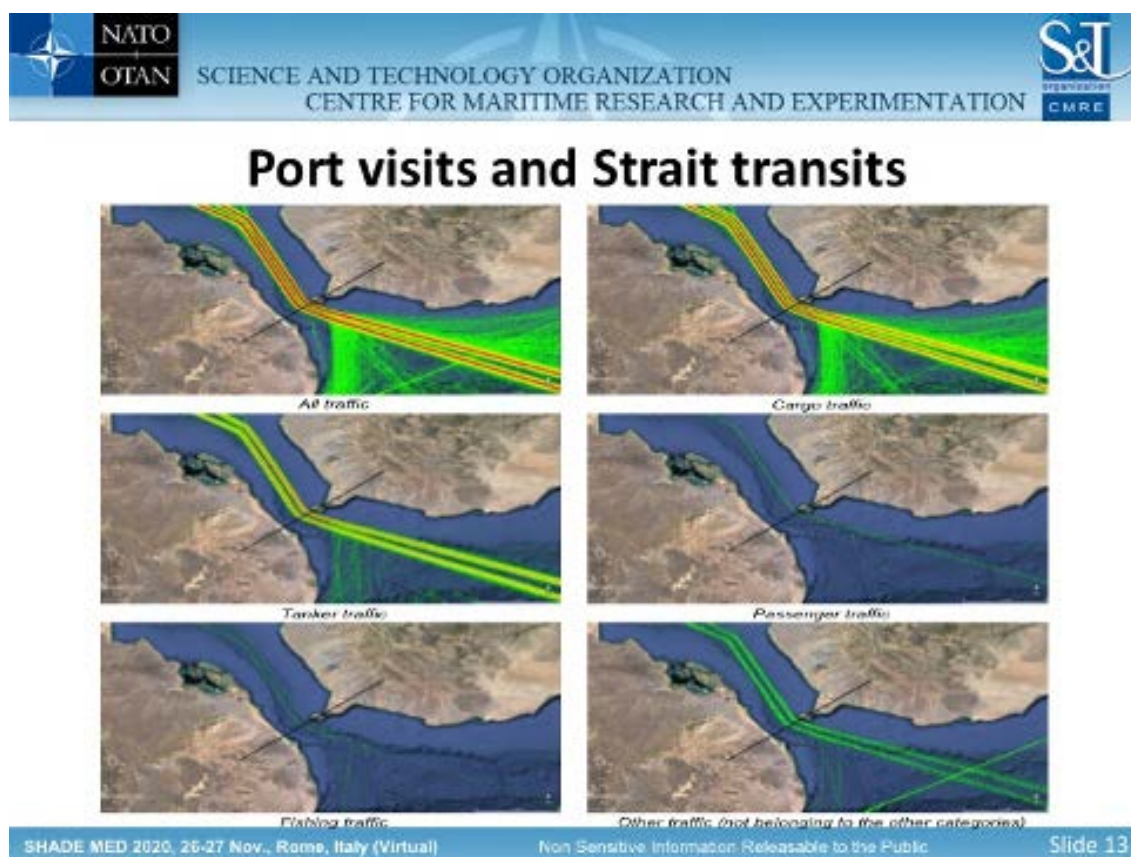 NATO
OTAN
SCIENCE AND TECHNOLOGY ORGANIZATION
CENTRE FOR MARITIME RESEARCH AND EXPERIMENTATION
S&T
organization
CMRE
Port visits and Strait transits
All traffic
Cargo traffic
Tanker traffic
Passenger traffic
Fishing traffic
Other traffic (not belonging to the other categories)
SHADE MED 2020, 26-27 Nov., Rome, Italy (Virtual)
Non Sensitive Information Releasable to the Public
Slide 13